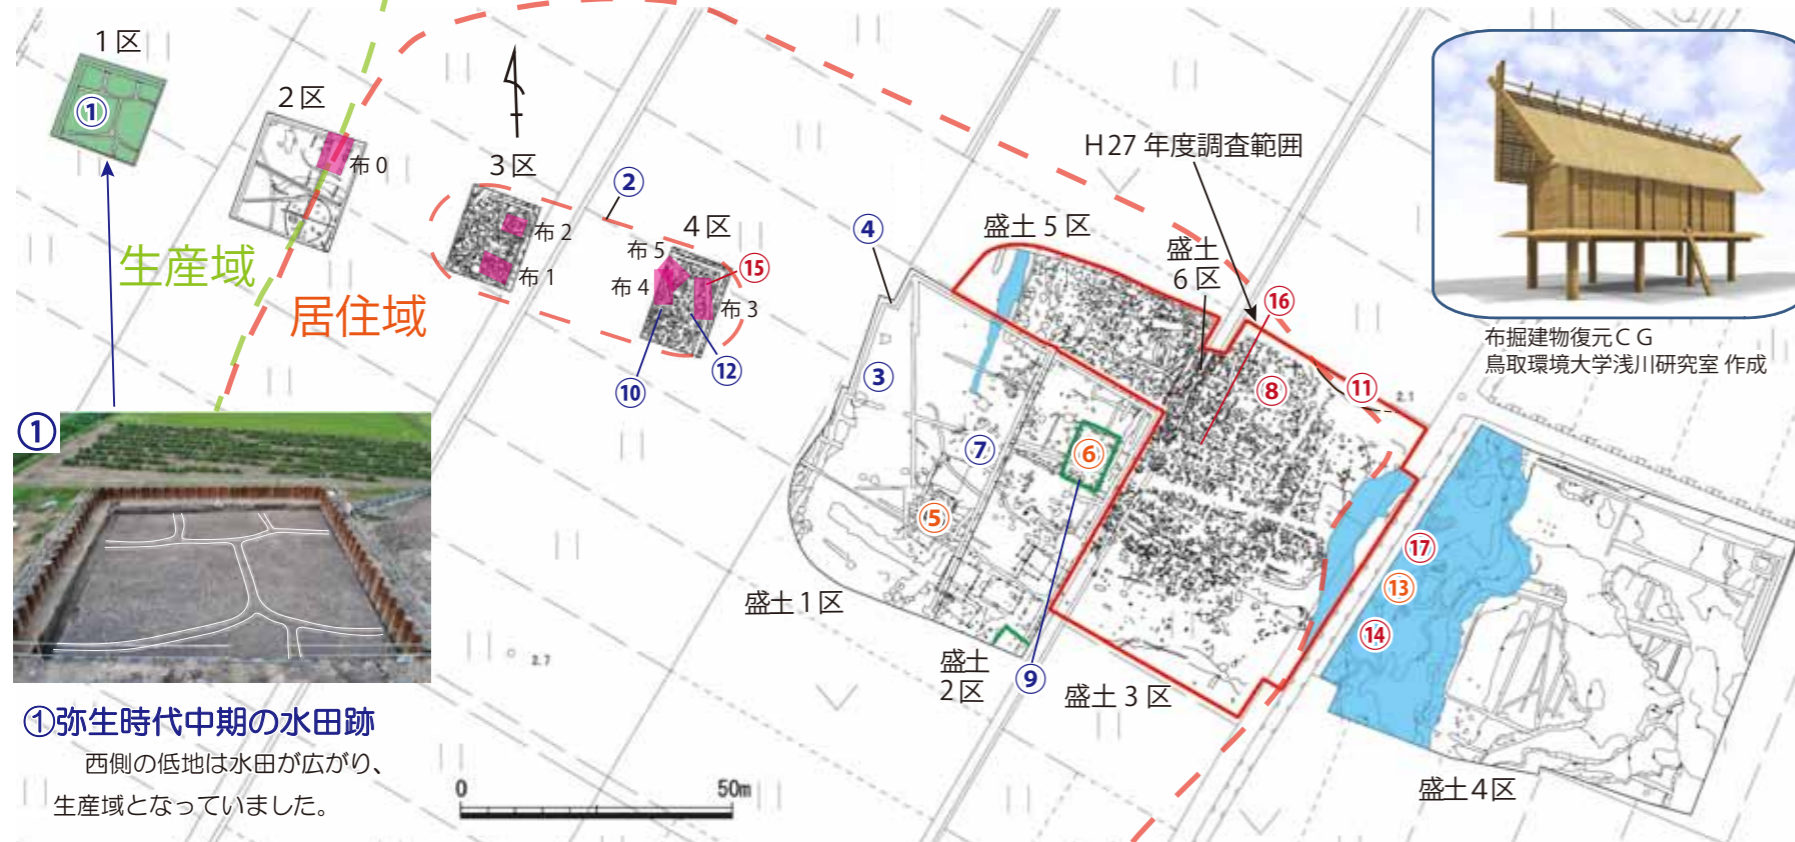 1区
①
2区
布0
3区
布2
布1
②
4区
布5
布4
布3
⑮
⑩
⑫
生産域
居住域
④
③
盛土5区
盛土
6区
H27年度調査範囲
⑯
⑧
⑪
2.1
⑦
⑥
⑤
⑨
盛土1区
盛土
2区
盛土3区
⑰
⑬
⑭
盛土4区
布掘建物復元CG
鳥取環境大学浅川研究室 作成
①
2.7
①弥生時代中期の水田跡
西側の低地は水田が広がり、
生産域となっていました。
0 50m